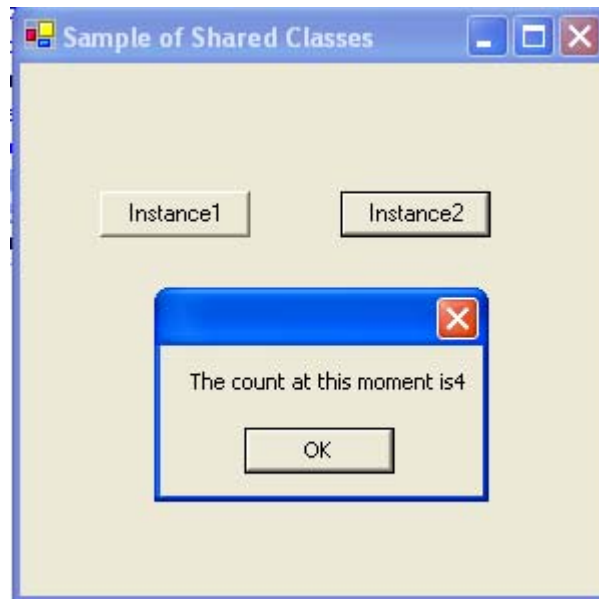 Sample of Shared Classes
Instance1
Instance2
The count at this moment is4
OK